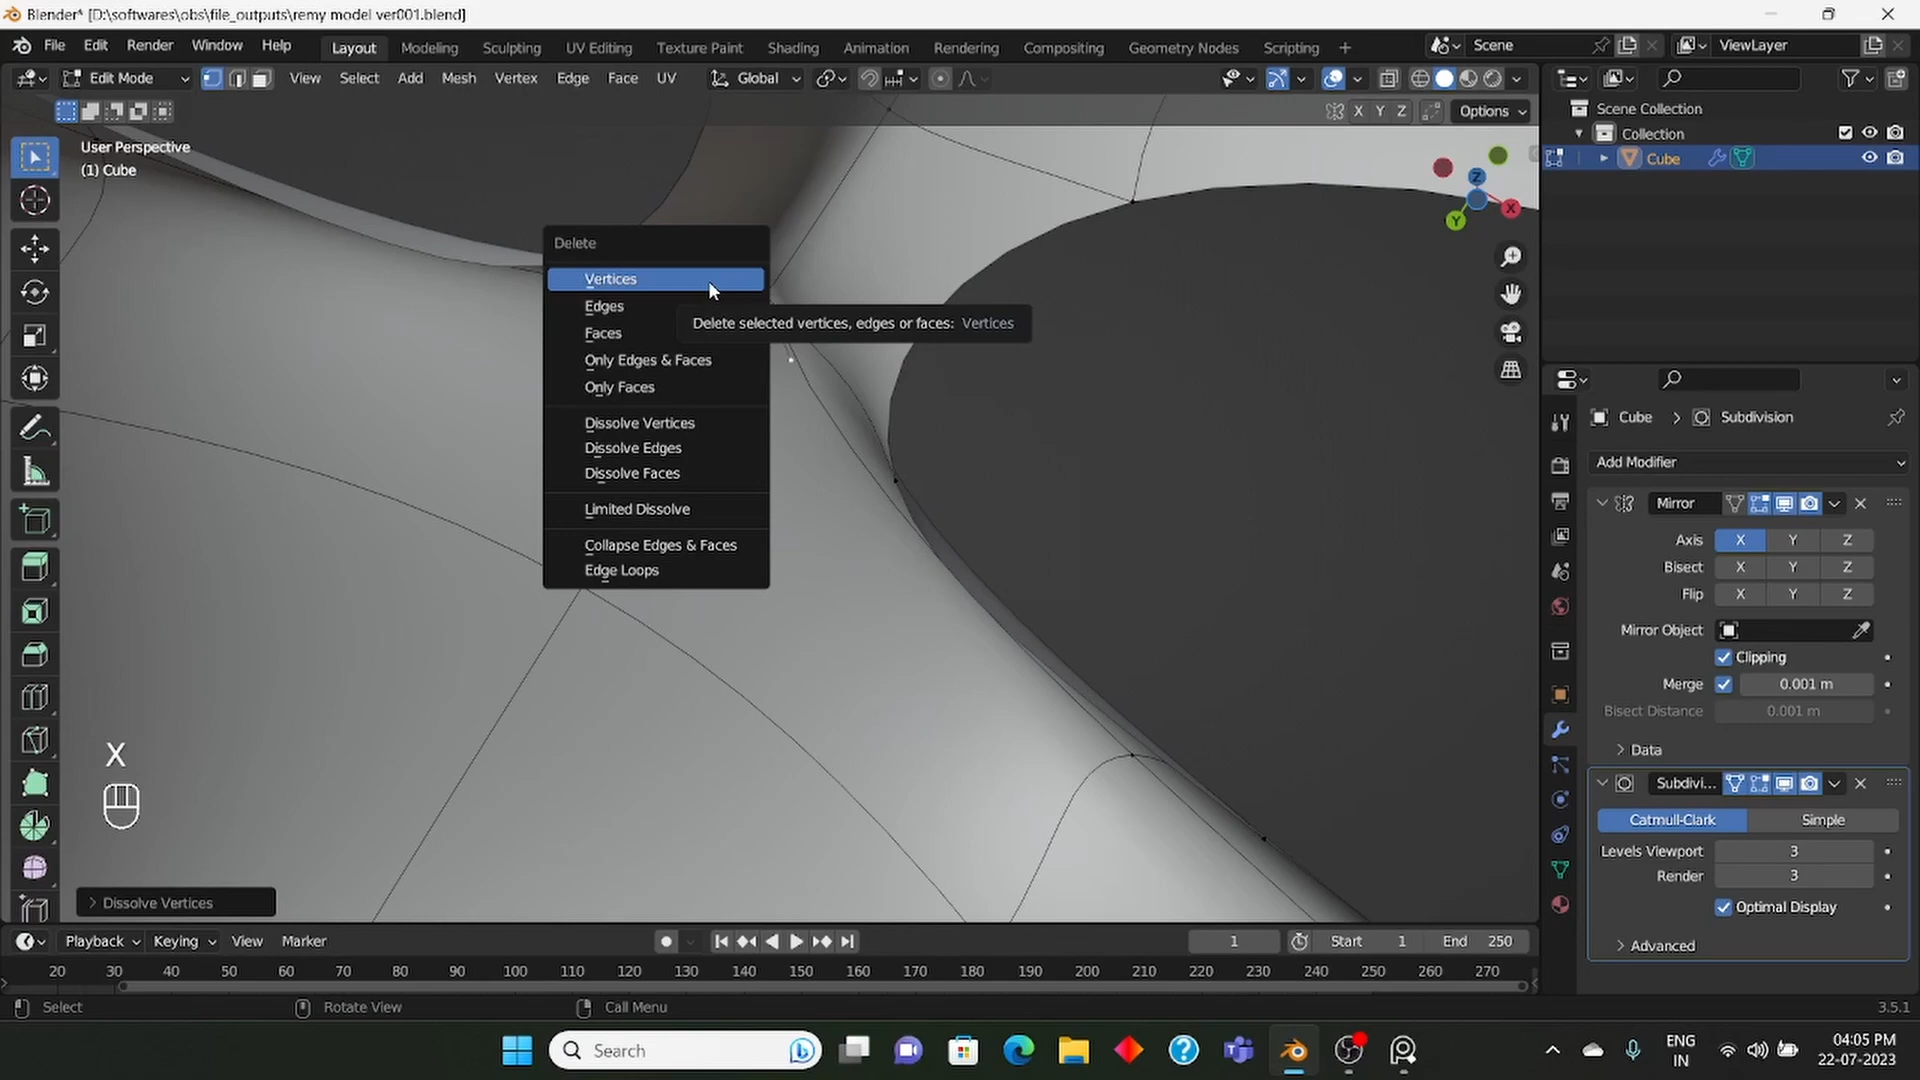 Blender* [D:\softwares\obs\file_outputs\remy model ver001.blend]
File Edit Render Window Help Layout Modeling Sculpting UV Editing Texture Paint Shading Animation Rendering Compositing Geometry Nodes Scripting + Scene ViewLayer
Edit Mode View Select Add Mesh Vertex Edge Face UV Global
X Y Z Options
User Perspective
(1) Cube
Z
X
Y
Delete
Vertices
Edges
Faces
Only Edges & Faces
Only Faces
Dissolve Vertices
Dissolve Edges
Dissolve Faces
Limited Dissolve
Collapse Edges & Faces
Edge Loops
Delete selected vertices, edges or faces: Vertices
X
Dissolve Vertices
Scene Collection
Collection
Cube
Cube > Subdivision
Add Modifier
Mirror
Axis X Y Z
Bisect X Y Z
Flip X Y Z
Mirror Object
Clipping
Merge 0.001 m
Bisect Distance 0.001 m
Data
Subdivi...
Catmull-Clark Simple
Levels Viewport 3
Render 3
Optimal Display
Advanced
Playback Keying View Marker 1 Start 1 End 250
20 30 40 50 60 70 80 90 100 110 120 130 140 150 160 170 180 190 200 210 220 230 240 250 260 270
Select Rotate View Call Menu 3.5.1
Search
ENG
IN
04:05 PM
22-07-2023